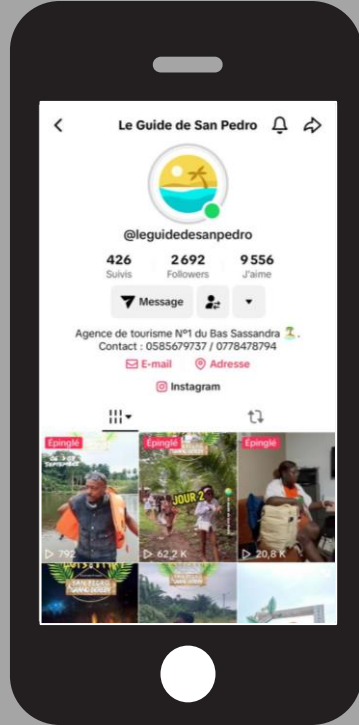 Le Guide de San Pedro
@leguidedesanpedro
426 2 692 9 556
Suivis Followers J'aime
Message
Agence de tourisme N°1 du Bas Sassandra 🏝️.
Contact : 0585679737 / 0778478794
E-mail Adresse
Instagram
Épinglé Épinglé Épinglé
SEPTEMBRE
JOUR 2
792 62,2 K 20,8 K